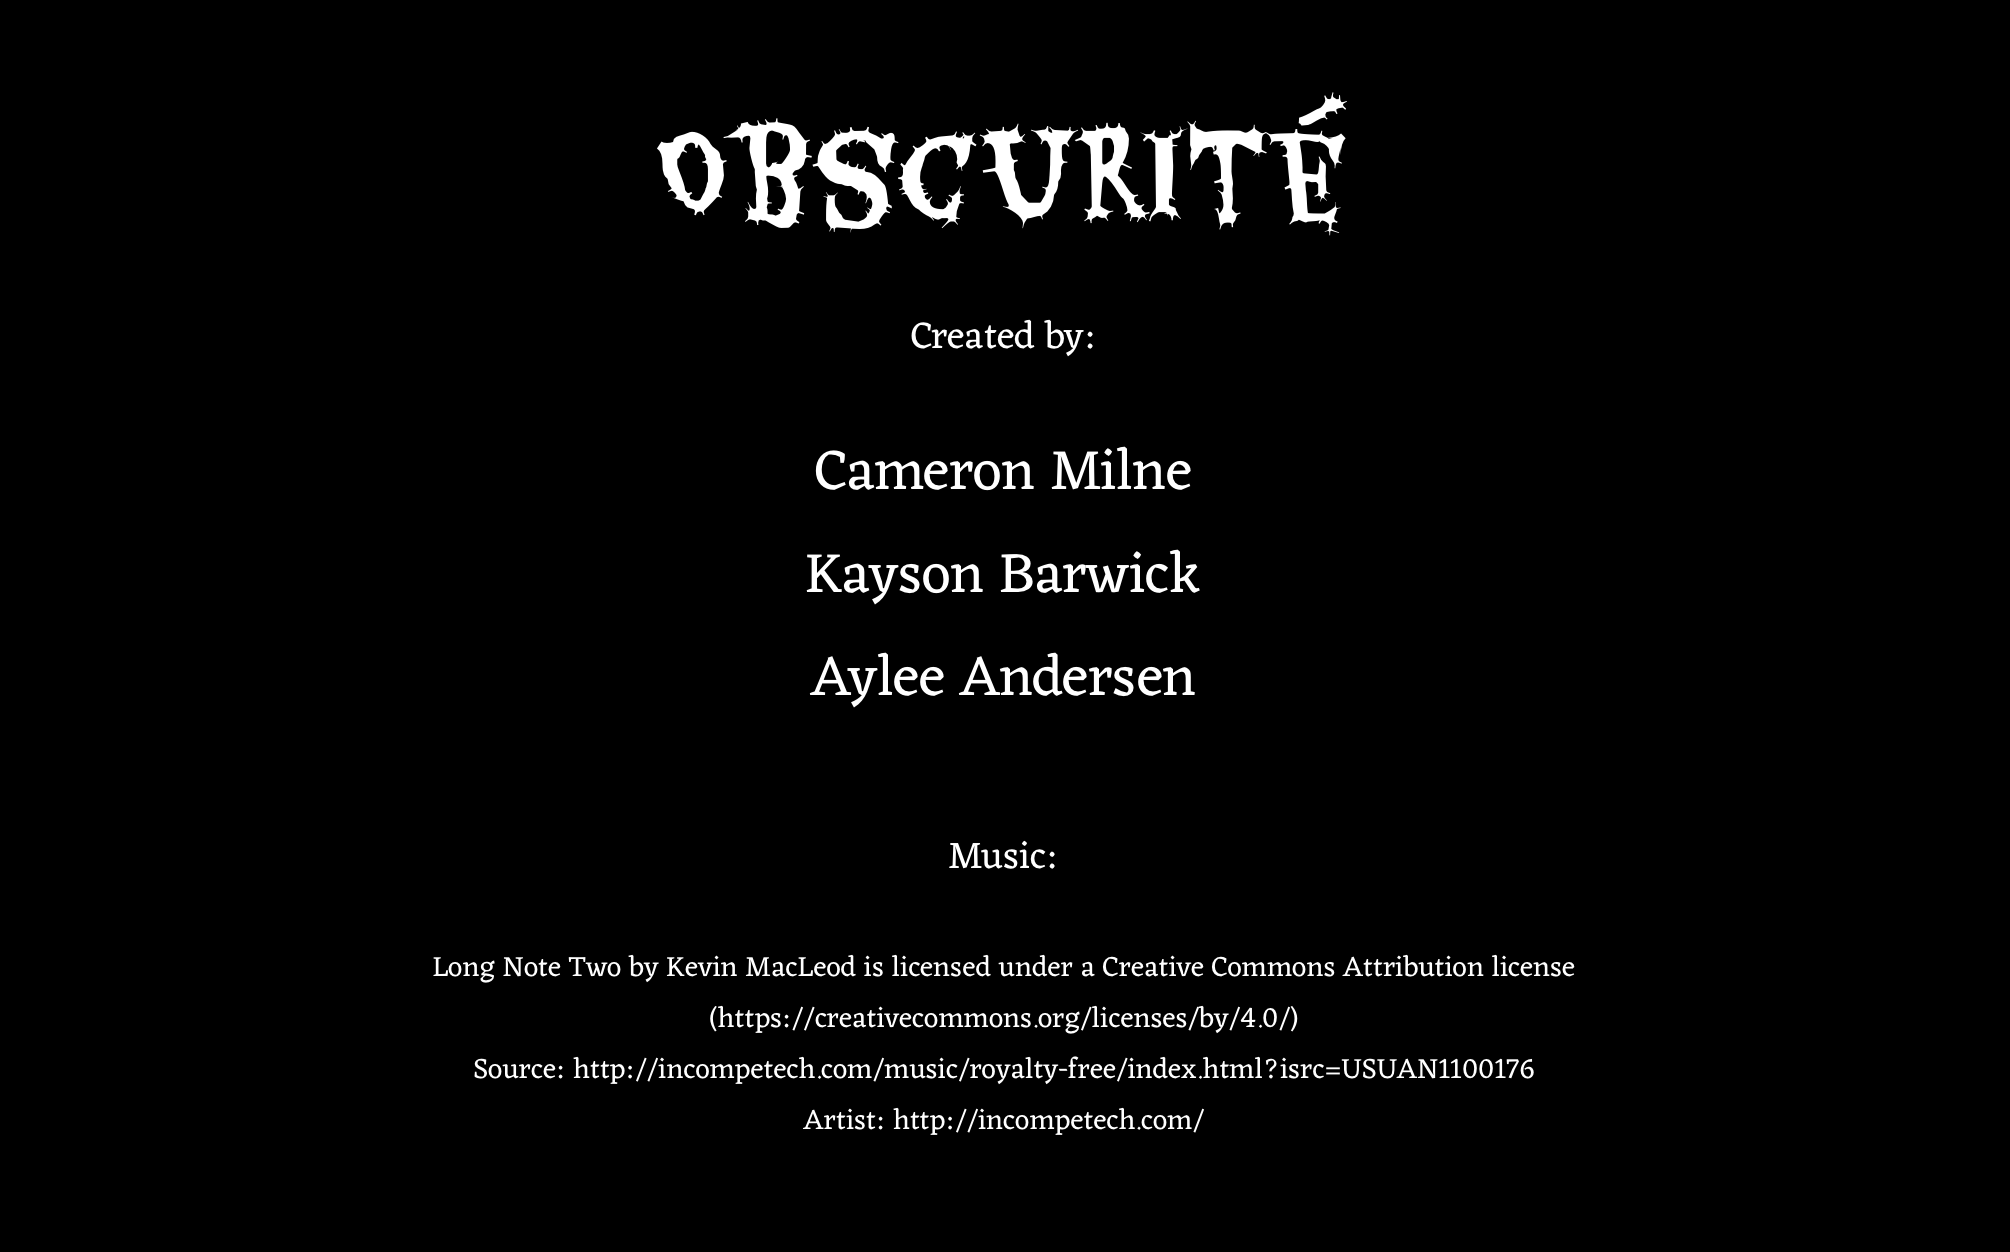 OBSCURITÉ
Created by:
Cameron Milne
Kayson Barwick
Aylee Andersen
Music:
Long Note Two by Kevin MacLeod is licensed under a Creative Commons Attribution license
(https://creativecommons.org/licenses/by/4.0/)
Source: http://incompetech.com/music/royalty-free/index.html?isrc=USUAN1100176
Artist: http://incompetech.com/